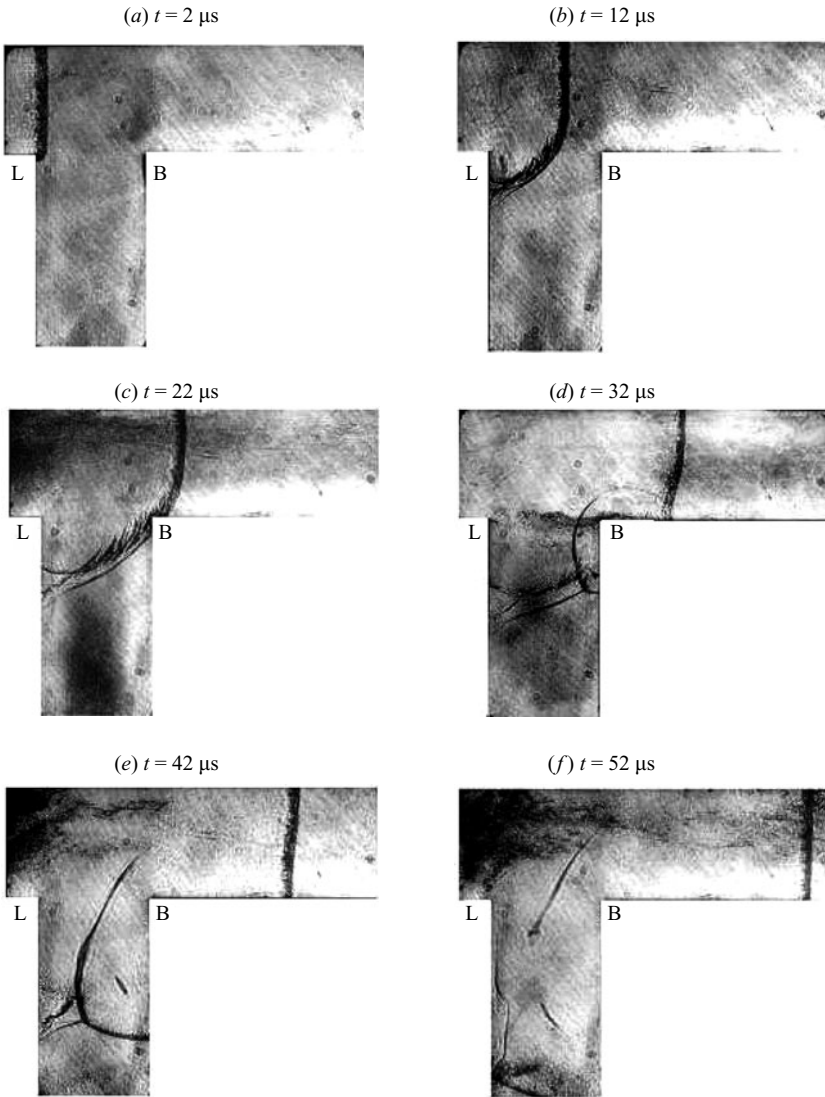 (a) t = 2 µs
(b) t = 12 µs
L
B
L
B
(c) t = 22 µs
(d) t = 32 µs
L
B
L
B
(e) t = 42 µs
(f) t = 52 µs
L
B
L
B